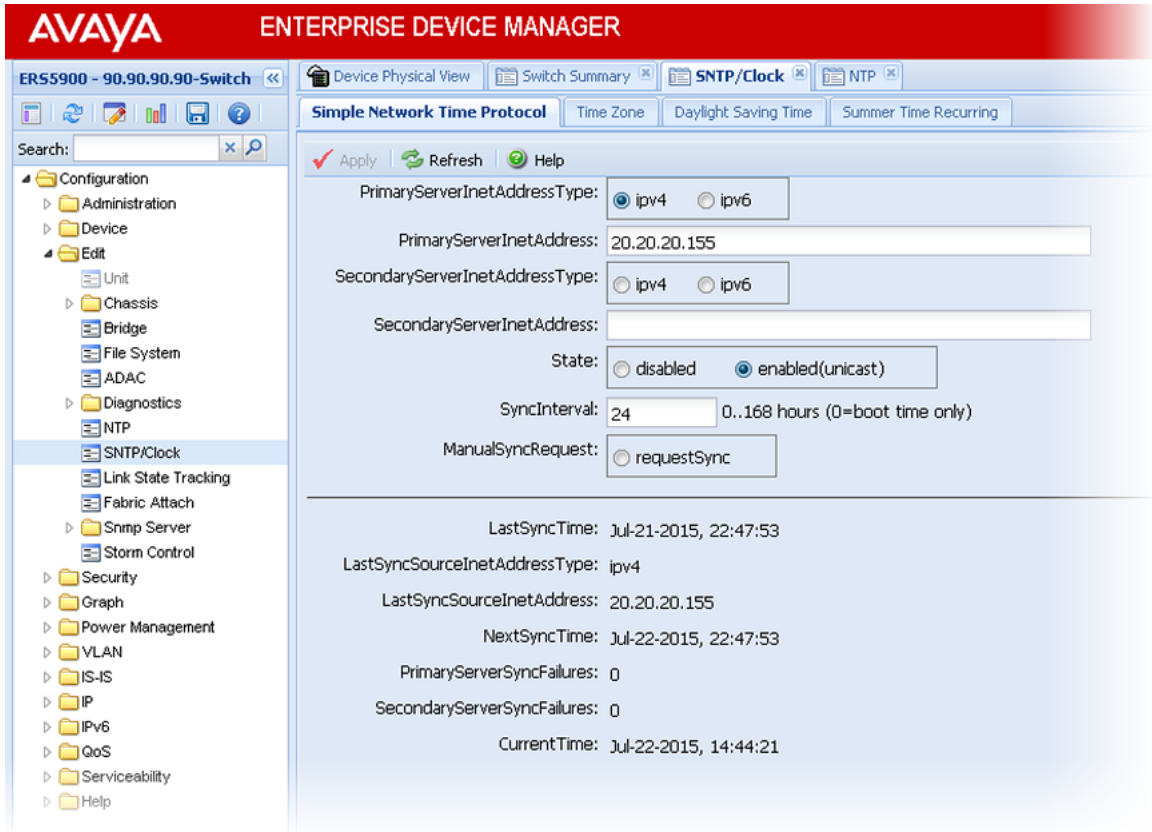 AVAYA ENTERPRISE DEVICE MANAGER
ERS5900 - 90.90.90.90-Switch
Device Physical View Switch Summary SNTP/Clock NTP
Simple Network Time Protocol Time Zone Daylight Saving Time Summer Time Recurring
Search:
Apply Refresh Help
Configuration
Administration
Device
Edit
Unit
Chassis
Bridge
File System
ADAC
Diagnostics
NTP
SNTP/Clock
Link State Tracking
Fabric Attach
Snmp Server
Storm Control
Security
Graph
Power Management
VLAN
IS-IS
IP
IPv6
QoS
Serviceability
Help
PrimaryServerInetAddressType: ipv4 ipv6
PrimaryServerInetAddress: 20.20.20.155
SecondaryServerInetAddressType: ipv4 ipv6
SecondaryServerInetAddress:
State: disabled enabled(unicast)
SyncInterval: 24 0..168 hours (0=boot time only)
ManualSyncRequest: requestSync
LastSyncTime: Jul-21-2015, 22:47:53
LastSyncSourceInetAddressType: ipv4
LastSyncSourceInetAddress: 20.20.20.155
NextSyncTime: Jul-22-2015, 22:47:53
PrimaryServerSyncFailures: 0
SecondaryServerSyncFailures: 0
CurrentTime: Jul-22-2015, 14:44:21